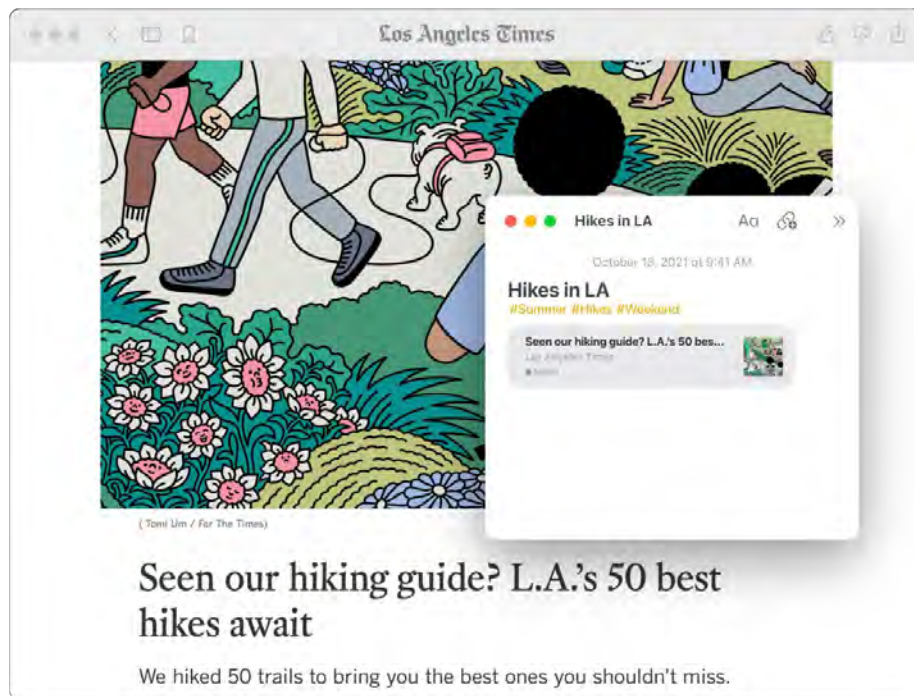 Los Angeles Times
Hikes in LA
Aa
October 18, 2021 at 9:41 AM
Hikes in LA
#Summer #Hikes #Weekend
Seen our hiking guide? L.A.'s 50 bes...
Los Angeles Times
( Tomi Um / For The Times)
Seen our hiking guide? L.A.'s 50 best
hikes await
We hiked 50 trails to bring you the best ones you shouldn't miss.